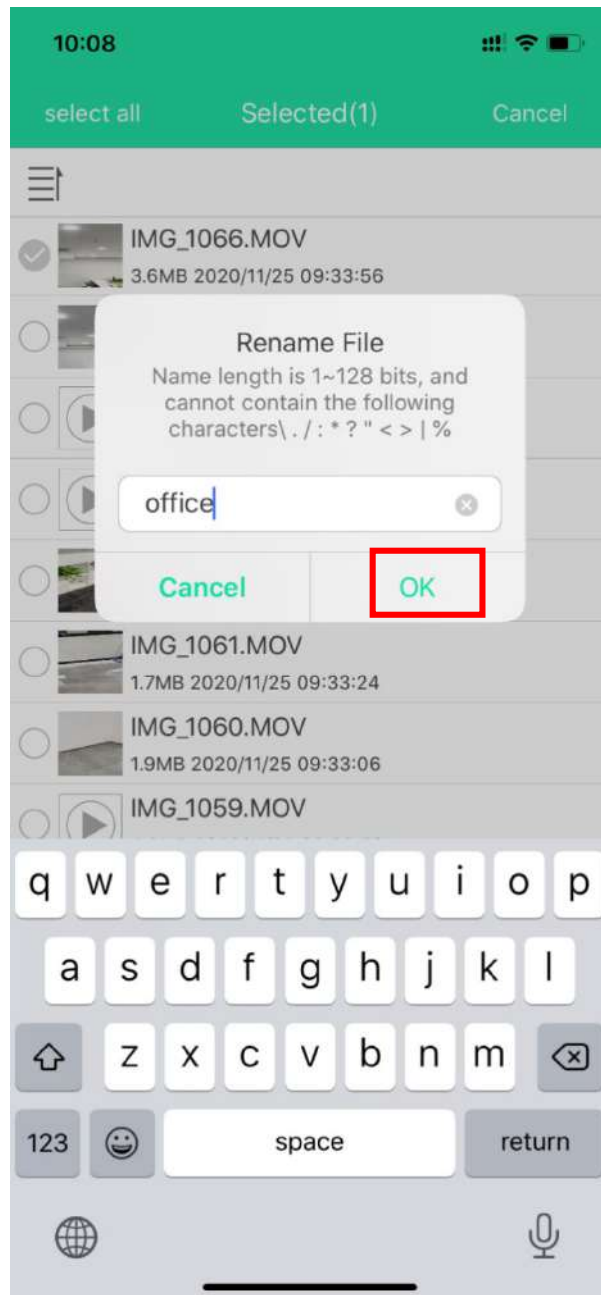 10:08
select all Selected(1) Cancel
IMG_1066.MOV
3.6MB 2020/11/25 09:33:56
Rename File
Name length is 1~128 bits, and
cannot contain the following
characters\ . / : * ? " < > | %
office
Cancel OK
IMG_1061.MOV
1.7MB 2020/11/25 09:33:24
IMG_1060.MOV
1.9MB 2020/11/25 09:33:06
IMG_1059.MOV
q w e r t y u i o p
a s d f g h j k l
z x c v b n m
123 space return